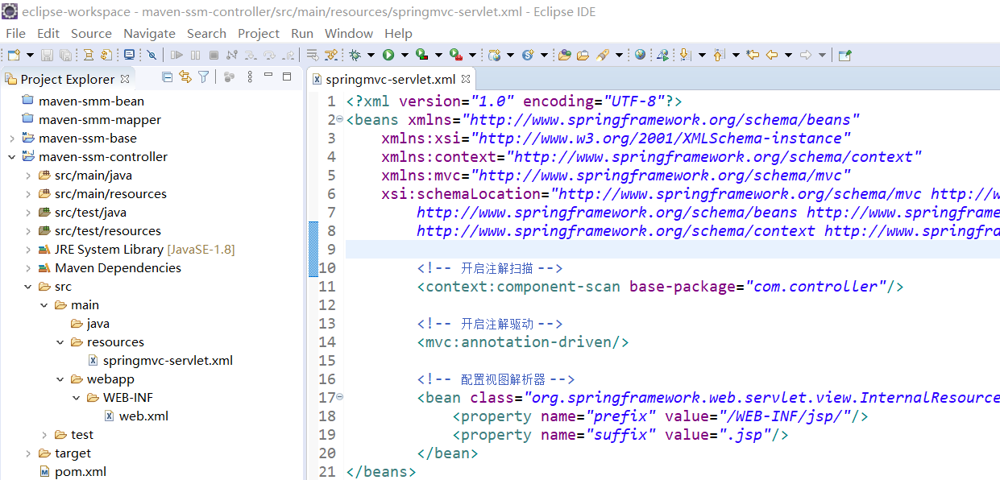 eclipse-workspace - maven-ssm-controller/src/main/resources/springmvc-servlet.xml - Eclipse IDE
File Edit Source Navigate Search Project Run Window Help
Project Explorer
maven-smm-bean
maven-smm-mapper
maven-ssm-base
maven-ssm-controller
src/main/java
src/main/resources
src/test/java
src/test/resources
JRE System Library [JavaSE-1.8]
Maven Dependencies
src
main
java
resources
springmvc-servlet.xml
webapp
WEB-INF
web.xml
test
target
pom.xml
springmvc-servlet.xml
1 <?xml version="1.0" encoding="UTF-8"?>
2 <beans xmlns="http://www.springframework.org/schema/beans"
3 xmlns:xsi="http://www.w3.org/2001/XMLSchema-instance"
4 xmlns:context="http://www.springframework.org/schema/context"
5 xmlns:mvc="http://www.springframework.org/schema/mvc"
6 xsi:schemaLocation="http://www.springframework.org/schema/mvc http://w
7 http://www.springframework.org/schema/beans http://www.springframe
8 http://www.springframework.org/schema/context http://www.springfra
9
10 <!-- 开启注解扫描 -->
11 <context:component-scan base-package="com.controller"/>
12
13 <!-- 开启注解驱动 -->
14 <mvc:annotation-driven/>
15
16 <!-- 配置视图解析器 -->
17 <bean class="org.springframework.web.servlet.view.InternalResource
18 <property name="prefix" value="/WEB-INF/jsp/"/>
19 <property name="suffix" value=".jsp"/>
20 </bean>
21 </beans>